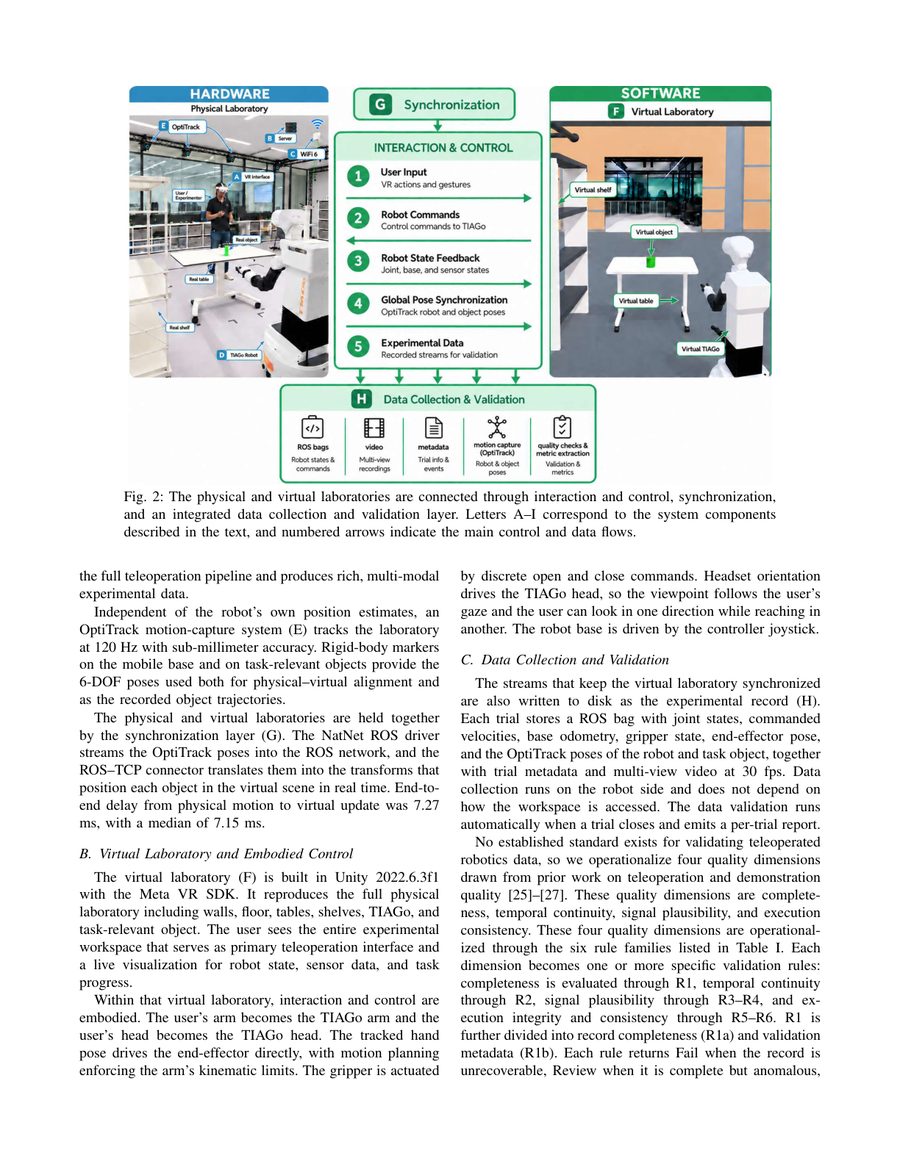 HARDWARE
Physical Laboratory
E OptiTrack
B Server
C WiFi 6
A VR interface
User /
Experimenter
Real object
Real table
Real shelf
D TIAGo Robot
G Synchronization
INTERACTION & CONTROL
1 User Input
VR actions and gestures
2 Robot Commands
Control commands to TIAGo
3 Robot State Feedback
Joint, base, and sensor states
4 Global Pose Synchronization
OptiTrack robot and object poses
5 Experimental Data
Recorded streams for validation
SOFTWARE
F Virtual Laboratory
Virtual shelf
Virtual object
Virtual table
Virtual TIAGo
H Data Collection & Validation
ROS bags
Robot states &
commands
video
Multi-view
recordings
metadata
Trial info &
events
motion capture
(OptiTrack)
Robot & object
poses
quality checks &
metric extraction
Validation &
metrics
Fig. 2: The physical and virtual laboratories are connected through interaction and control, synchronization,
and an integrated data collection and validation layer. Letters A–I correspond to the system components
described in the text, and numbered arrows indicate the main control and data flows.
the full teleoperation pipeline and produces rich, multi-modal
experimental data.
Independent of the robot's own position estimates, an
OptiTrack motion-capture system (E) tracks the laboratory
at 120 Hz with sub-millimeter accuracy. Rigid-body markers
on the mobile base and on task-relevant objects provide the
6-DOF poses used both for physical–virtual alignment and
as the recorded object trajectories.
The physical and virtual laboratories are held together
by the synchronization layer (G). The NatNet ROS driver
streams the OptiTrack poses into the ROS network, and the
ROS–TCP connector translates them into the transforms that
position each object in the virtual scene in real time. End-to-
end delay from physical motion to virtual update was 7.27
ms, with a median of 7.15 ms.
B. Virtual Laboratory and Embodied Control
The virtual laboratory (F) is built in Unity 2022.6.3f1
with the Meta VR SDK. It reproduces the full physical
laboratory including walls, floor, tables, shelves, TIAGo, and
task-relevant object. The user sees the entire experimental
workspace that serves as primary teleoperation interface and
a live visualization for robot state, sensor data, and task
progress.
Within that virtual laboratory, interaction and control are
embodied. The user's arm becomes the TIAGo arm and the
user's head becomes the TIAGo head. The tracked hand
pose drives the end-effector directly, with motion planning
enforcing the arm's kinematic limits. The gripper is actuated
by discrete open and close commands. Headset orientation
drives the TIAGo head, so the viewpoint follows the user's
gaze and the user can look in one direction while reaching in
another. The robot base is driven by the controller joystick.
C. Data Collection and Validation
The streams that keep the virtual laboratory synchronized
are also written to disk as the experimental record (H).
Each trial stores a ROS bag with joint states, commanded
velocities, base odometry, gripper state, end-effector pose,
and the OptiTrack poses of the robot and task object, together
with trial metadata and multi-view video at 30 fps. Data
collection runs on the robot side and does not depend on
how the workspace is accessed. The data validation runs
automatically when a trial closes and emits a per-trial report.
No established standard exists for validating teleoperated
robotics data, so we operationalize four quality dimensions
drawn from prior work on teleoperation and demonstration
quality [25]–[27]. These quality dimensions are complete-
ness, temporal continuity, signal plausibility, and execution
consistency. These four quality dimensions are operational-
ized through the six rule families listed in Table I. Each
dimension becomes one or more specific validation rules:
completeness is evaluated through R1, temporal continuity
through R2, signal plausibility through R3–R4, and ex-
ecution integrity and consistency through R5–R6. R1 is
further divided into record completeness (R1a) and validation
metadata (R1b). Each rule returns Fail when the record is
unrecoverable, Review when it is complete but anomalous,